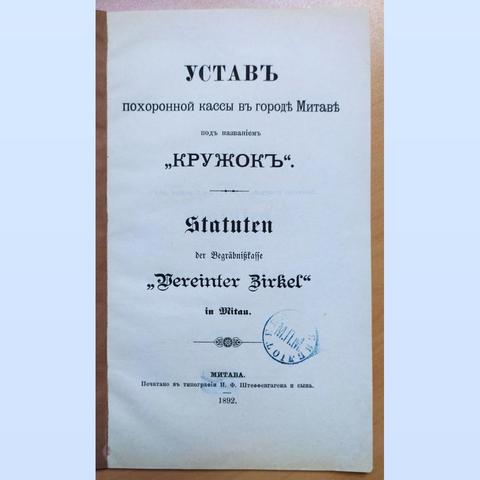 УСТАВЪ
похоронной кассы въ городѣ Митавѣ
подъ названіемъ
„КРУЖОКЪ“.
Statuten
der Begräbnißkasse
„Vereinter Zirkel“
in Mitau.
М.П.М.
МИТАВА.
Печатано въ типографіи И. Ф. Штеффенгагена и сына.
1892.